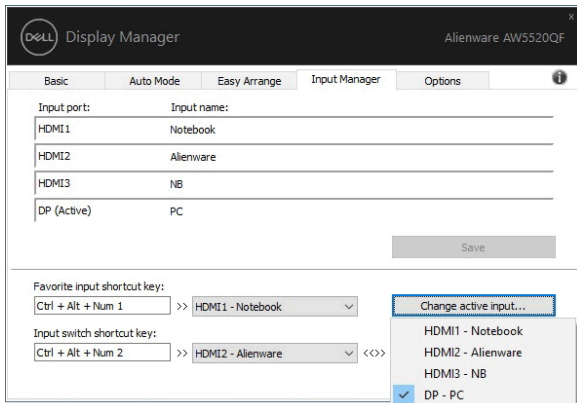 x
DELL Display Manager Alienware AW5520QF
Basic Auto Mode Easy Arrange Input Manager Options i
Input port: Input name:
HDMI1 Notebook
HDMI2 Alienware
HDMI3 NB
DP (Active) PC
Save
Favorite input shortcut key:
Ctrl + Alt + Num 1 >> HDMI1 - Notebook Change active input...
Input switch shortcut key:
Ctrl + Alt + Num 2 >> HDMI2 - Alienware <<>>
HDMI1 - Notebook
HDMI2 - Alienware
HDMI3 - NB
DP - PC